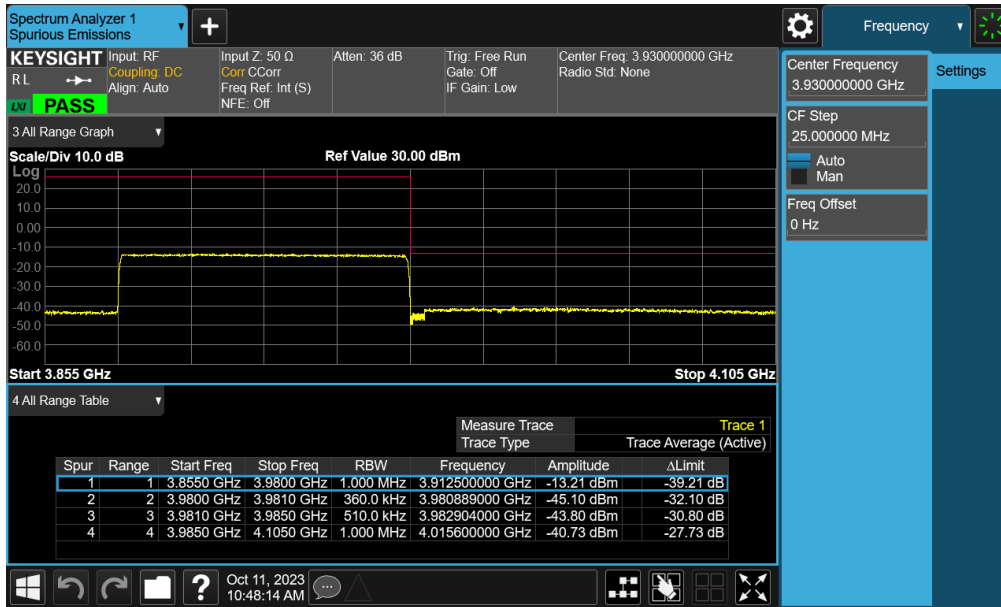 Spectrum Analyzer 1
Spurious Emissions
+
Frequency
KEYSIGHT
RL
LXI PASS
Input: RF
Coupling: DC
Align: Auto
Input Z: 50 Ω
Corr CCorr
Freq Ref: Int (S)
NFE: Off
Atten: 36 dB
Trig: Free Run
Gate: Off
IF Gain: Low
Center Freq: 3.930000000 GHz
Radio Std: None
Center Frequency
3.930000000 GHz
Settings
CF Step
25.000000 MHz
Auto
Man
Freq Offset
0 Hz
3 All Range Graph
Scale/Div 10.0 dB
Ref Value 30.00 dBm
Log
20.0
10.0
0.00
-10.0
-20.0
-30.0
-40.0
-50.0
-60.0
Start 3.855 GHz
Stop 4.105 GHz
4 All Range Table
Measure Trace Trace 1
Trace Type Trace Average (Active)
Spur Range Start Freq Stop Freq RBW Frequency Amplitude ΔLimit
1 1 3.8550 GHz 3.9800 GHz 1.000 MHz 3.912500000 GHz -13.21 dBm -39.21 dB
2 2 3.9800 GHz 3.9810 GHz 360.0 kHz 3.980889000 GHz -45.10 dBm -32.10 dB
3 3 3.9810 GHz 3.9850 GHz 510.0 kHz 3.982904000 GHz -43.80 dBm -30.80 dB
4 4 3.9850 GHz 4.1050 GHz 1.000 MHz 4.015600000 GHz -40.73 dBm -27.73 dB
?
Oct 11, 2023
10:48:14 AM